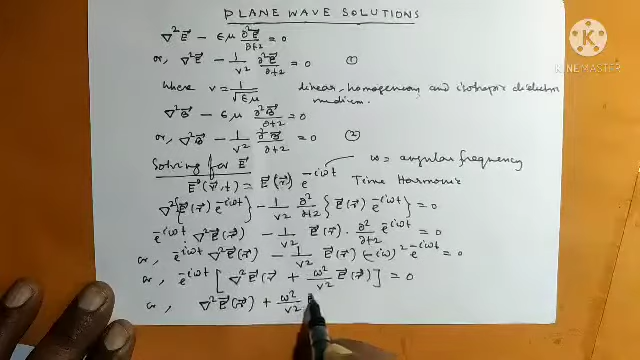 PLANE WAVE SOLUTIONS
∇²E⃗ - εμ ∂²E⃗/∂t² = 0
or, ∇²E⃗ - 1/v² ∂²E⃗/∂t² = 0 ①
where v = 1/√εμ linear, homogeneous and isotropic dielectric medium.
∇²B⃗ - εμ ∂²B⃗/∂t² = 0
or, ∇²B⃗ - 1/v² ∂²B⃗/∂t² = 0 ②
Solving for E⃗
ω = angular frequency
E⃗(r⃗,t) = E⃗(r⃗) e^-iωt Time Harmonic
∇²{E⃗(r⃗) e^-iωt} - 1/v² ∂²/∂t² {E⃗(r⃗) e^-iωt} = 0
e^-iωt ∇²E⃗(r⃗) - 1/v² E⃗(r⃗) · ∂²/∂t² e^-iωt = 0
or, e^-iωt ∇²E⃗(r⃗) - 1/v² E⃗(r⃗) (-iω)² e^-iωt = 0
or, e^-iωt [∇²E⃗(r⃗ + ω²/v² E⃗(r⃗)] = 0
or, ∇²E⃗(r⃗) + ω²/v²
KINEMASTER